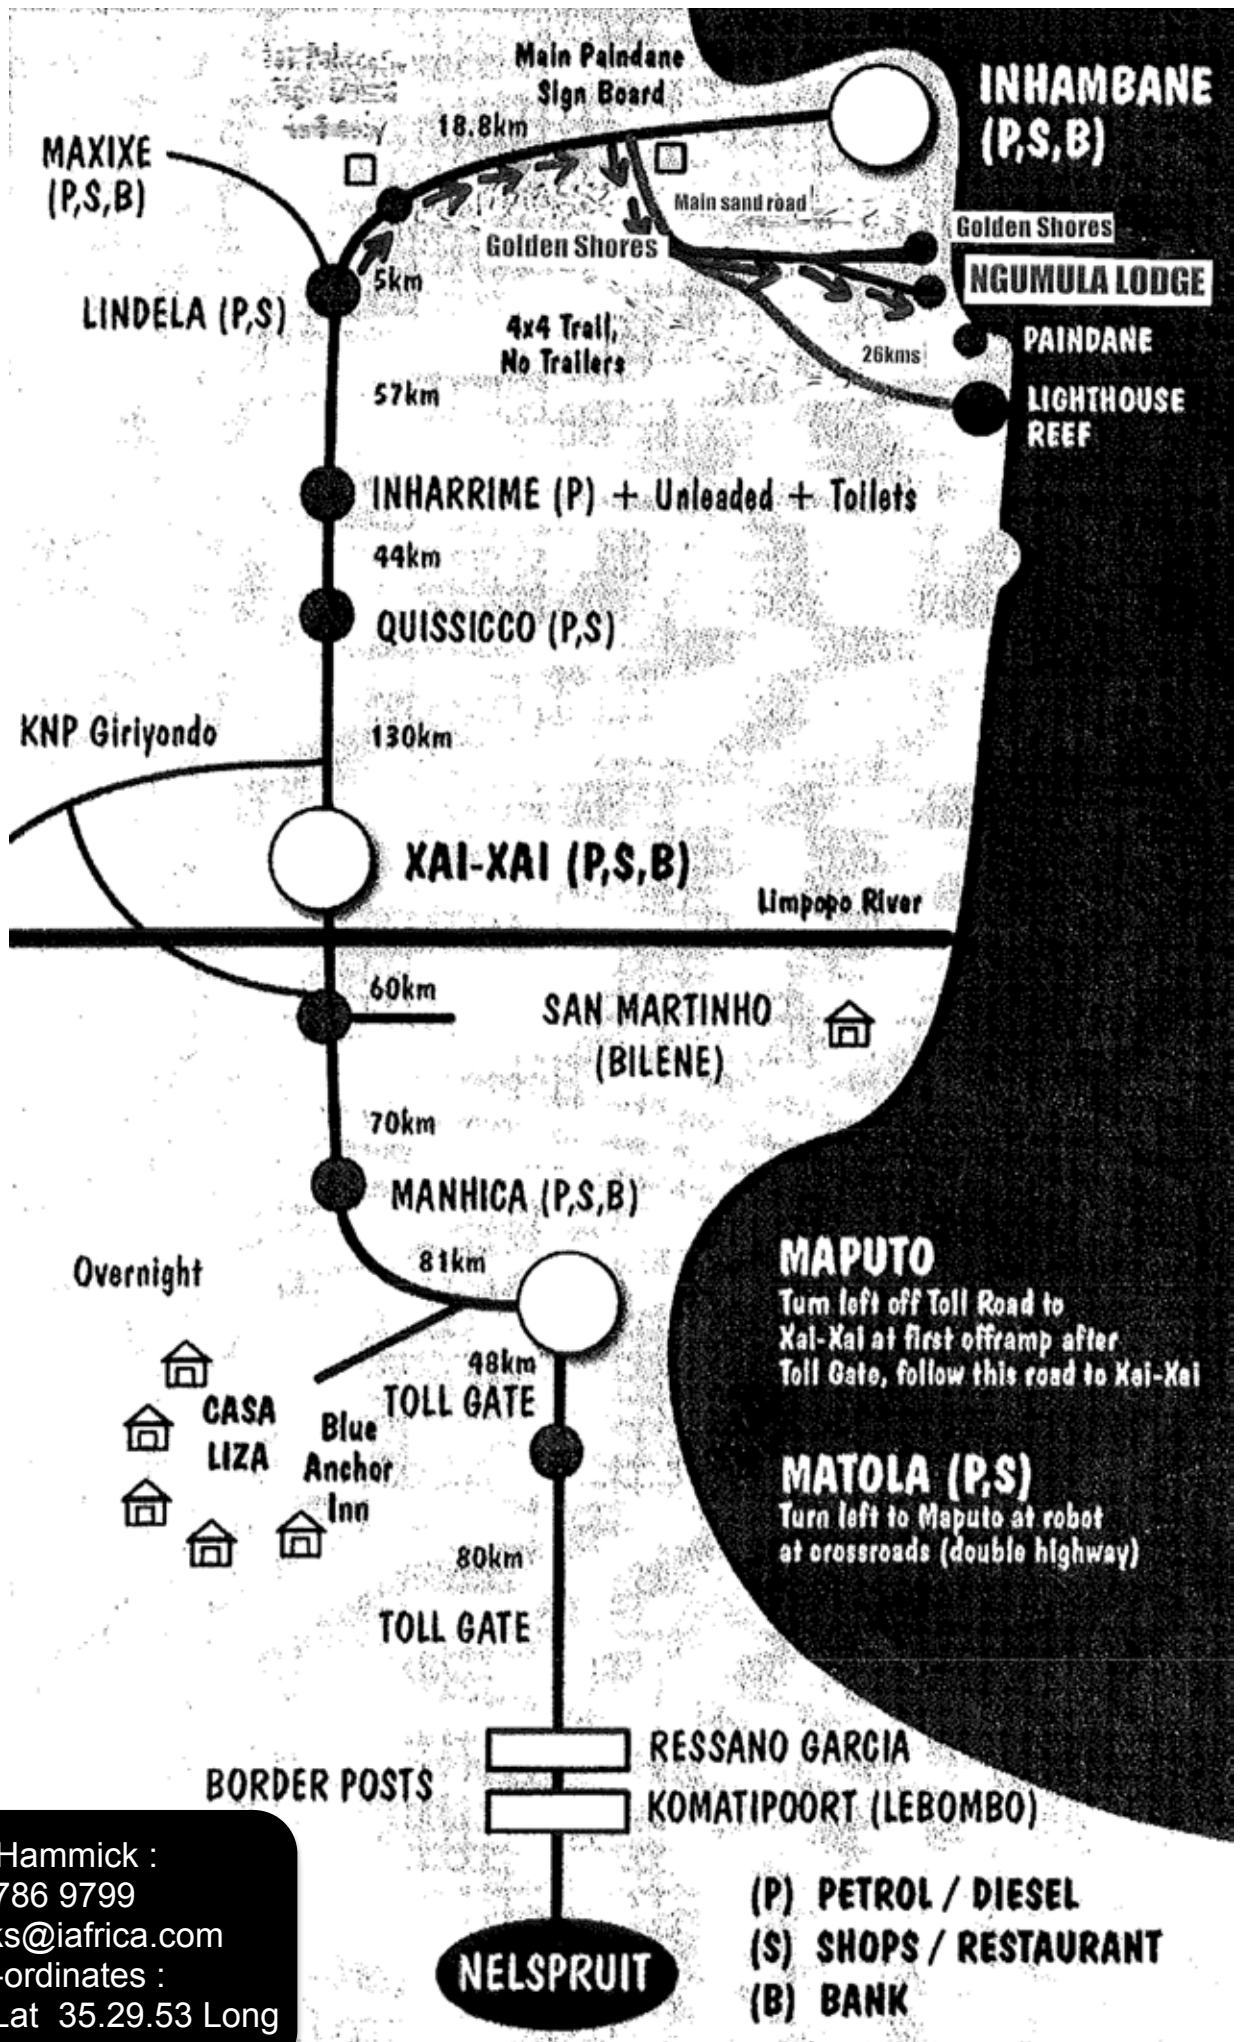 Main Paindane
Sign Board
18.8km
INHAMBANE
(P,S,B)
MAXIXE
(P,S,B)
Main sand road
Golden Shores
Golden Shores
5km
NGUMULA LODGE
LINDELA (P,S)
4x4 Trail,
No Trailers
26kms
PAINDANE
57km
LIGHTHOUSE
REEF
INHARRIME (P) + Unleaded + Toilets
44km
QUISSICCO (P,S)
KNP Giriyondo
130km
XAI-XAI (P,S,B)
Limpopo River
60km
SAN MARTINHO
(BILENE)
70km
MANHICA (P,S,B)
81km
Overnight
MAPUTO
Turn left off Toll Road to
Xai-Xai at first offramp after
Toll Gate, follow this road to Xai-Xai
48km
TOLL GATE
CASA
LIZA
Blue
Anchor
Inn
MATOLA (P,S)
Turn left to Maputo at robot
at crossroads (double highway)
80km
TOLL GATE
RESSANO GARCIA
BORDER POSTS
KOMATIPOORT (LEBOMBO)
Hammick :
786 9799
ks@iafrica.com
-ordinates :
Lat 35.29.53 Long
NELSPRUIT
(P) PETROL / DIESEL
(S) SHOPS / RESTAURANT
(B) BANK